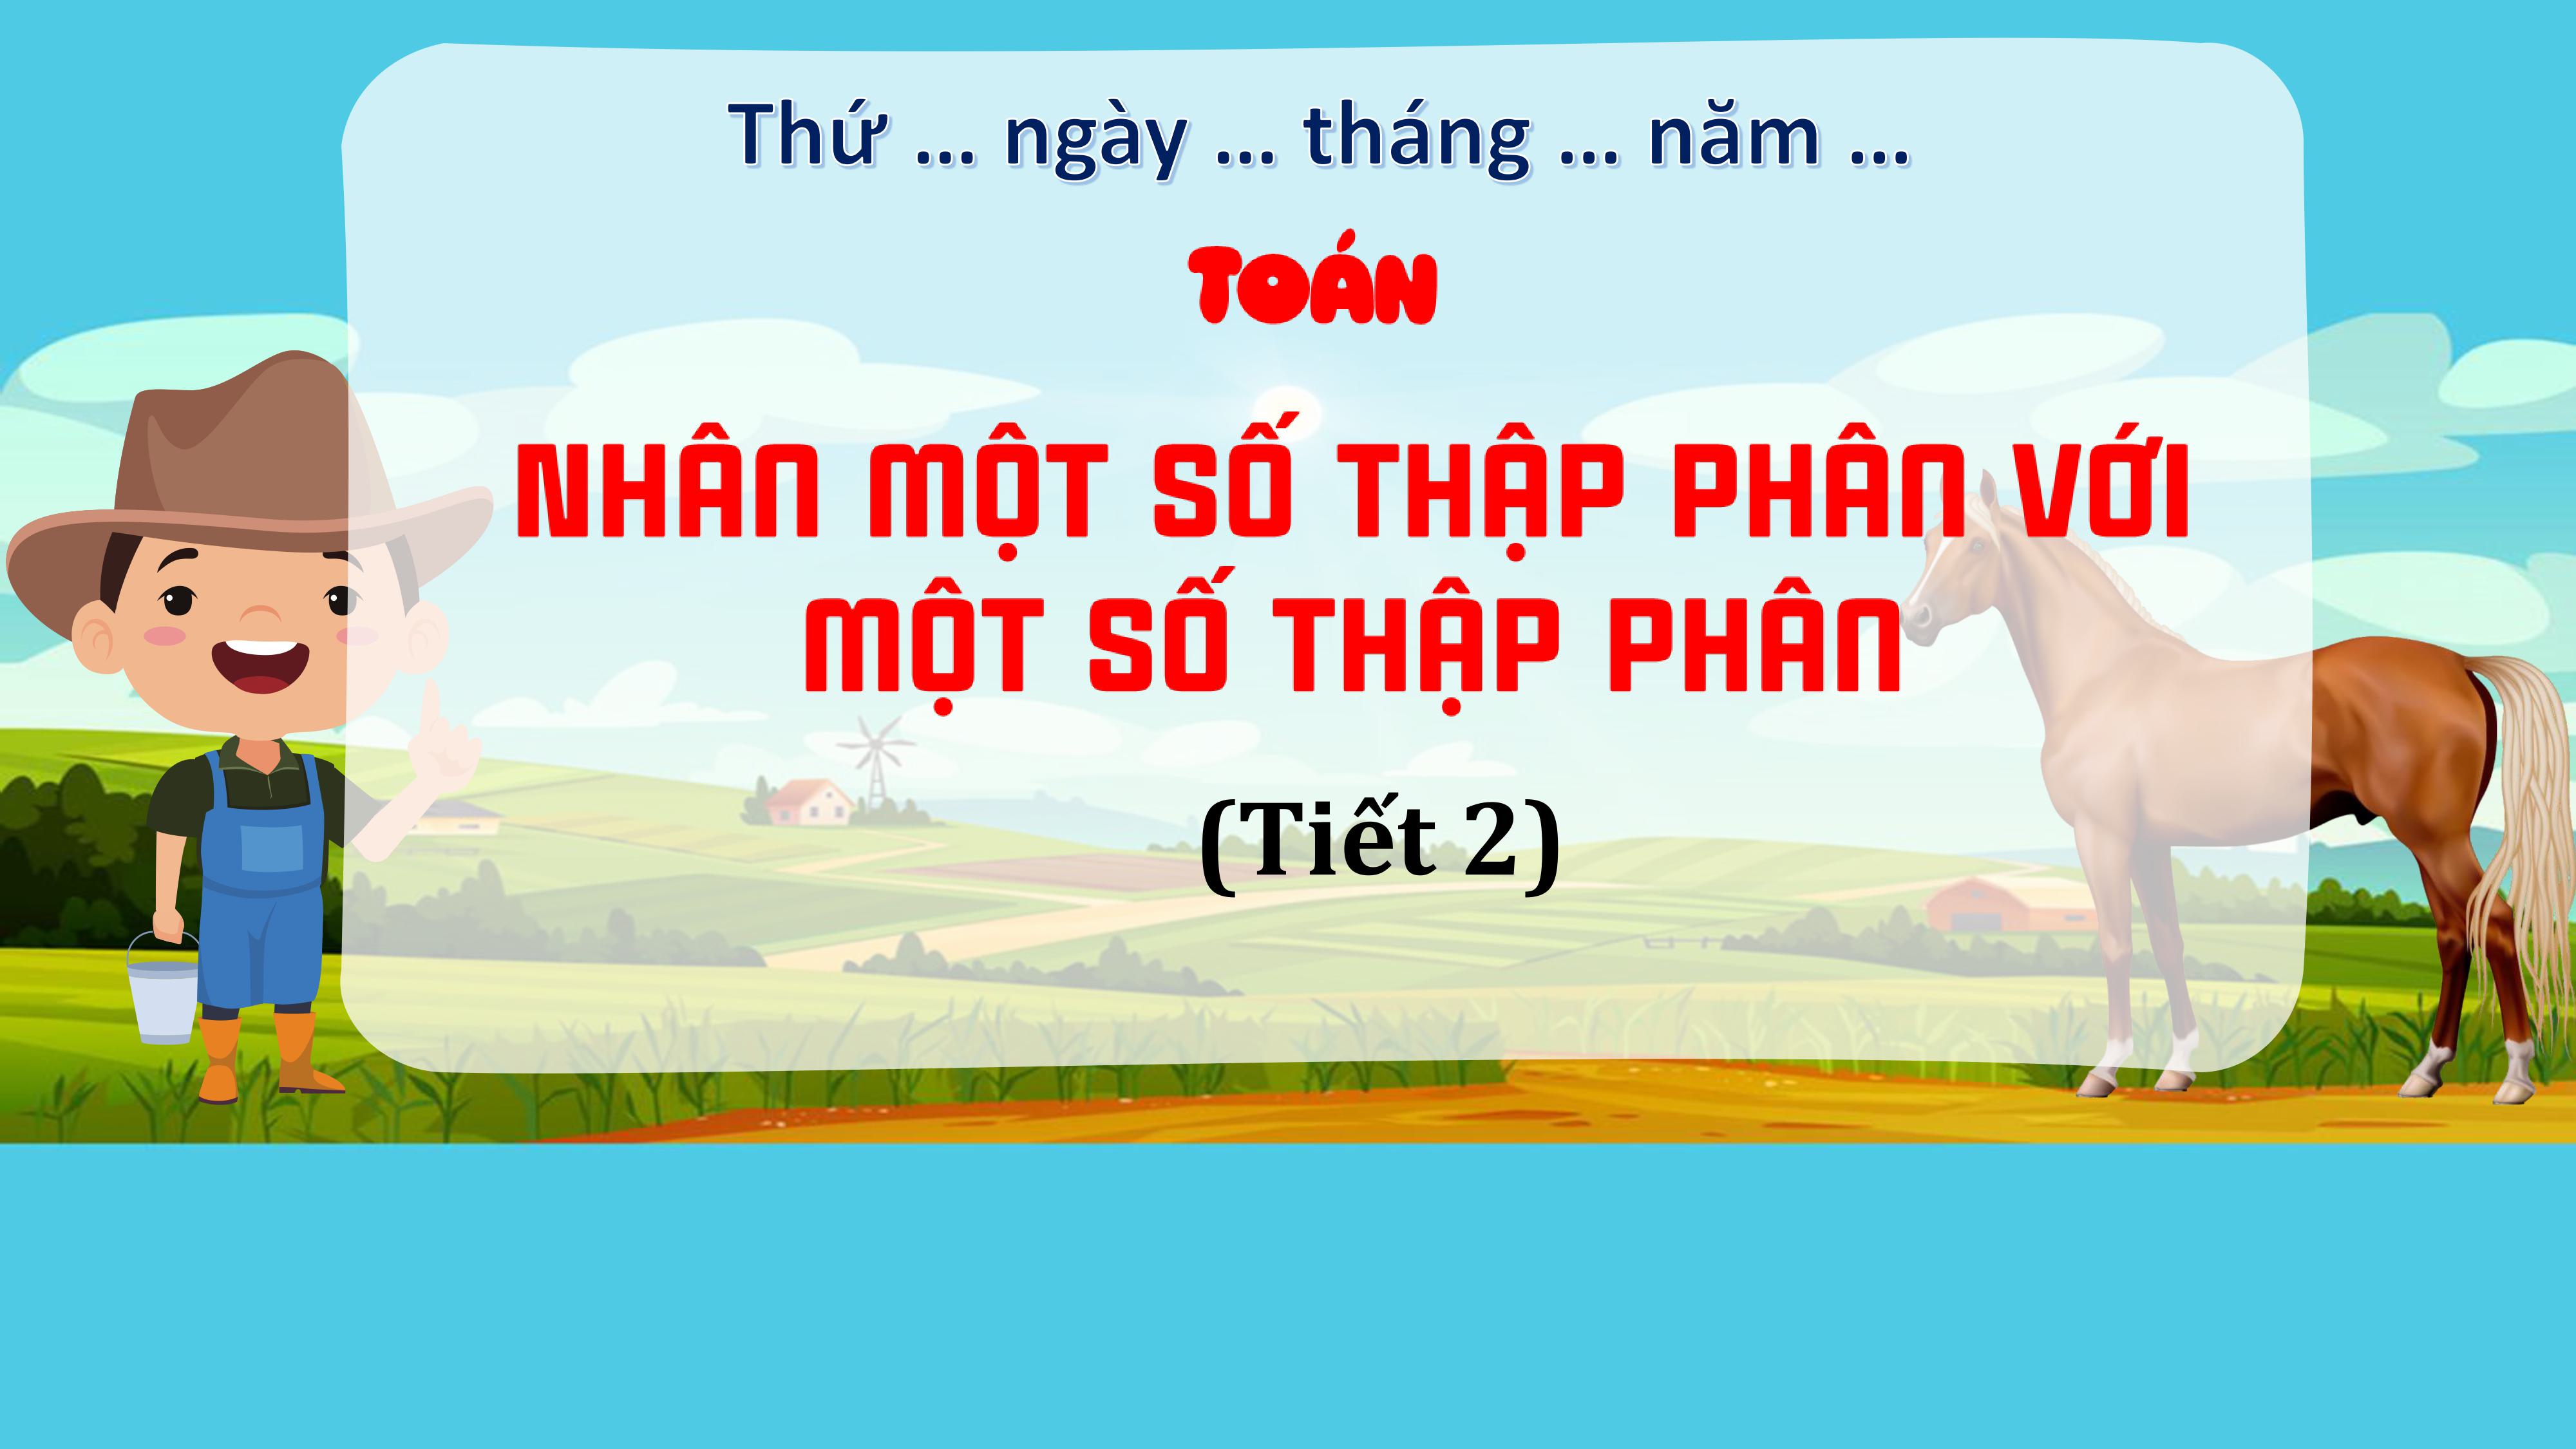 Thứ ... ngày ... tháng ... năm ...
TOÁN
NHÂN MỘT SỐ THẬP PHÂN VỚI
MỘT SỐ THẬP PHÂN
(Tiết 2)